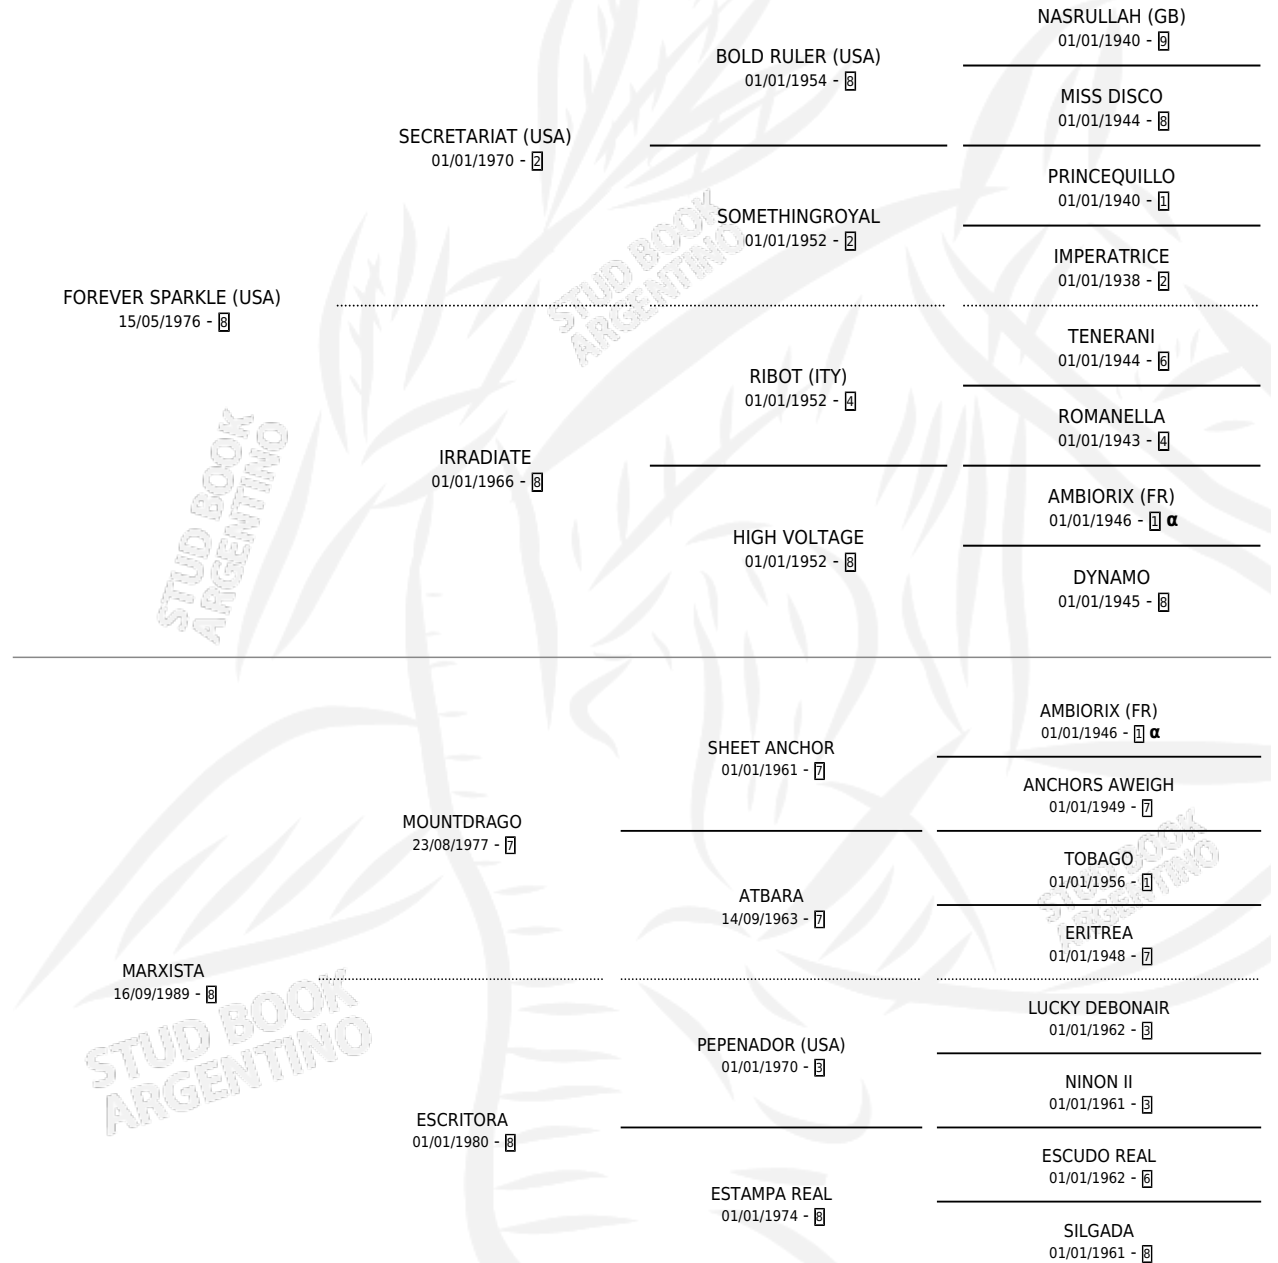 NASRULLAH (GB)
01/01/1940 - 9
BOLD RULER (USA)
01/01/1954 - 8
MISS DISCO
01/01/1944 - 8
SECRETARIAT (USA)
01/01/1970 - 2
PRINCEQUILLO
01/01/1940 - 1
SOMETHINGROYAL
01/01/1952 - 2
IMPERATRICE
01/01/1938 - 2
FOREVER SPARKLE (USA)
15/05/1976 - 8
TENERANI
01/01/1944 - 6
RIBOT (ITY)
01/01/1952 - 4
ROMANELLA
01/01/1943 - 4
IRRADIATE
01/01/1966 - 8
AMBIORIX (FR)
01/01/1946 - 1 α
HIGH VOLTAGE
01/01/1952 - 8
DYNAMO
01/01/1945 - 8
STUD BOOK
ARGENTINO
STUD BOOK
ARGENTINO
AMBIORIX (FR)
01/01/1946 - 1 α
SHEET ANCHOR
01/01/1961 - 7
ANCHORS AWEIGH
01/01/1949 - 7
MOUNTDRAGO
23/08/1977 - 7
TOBAGO
01/01/1956 - 1
ATBARA
14/09/1963 - 7
ERITREA
01/01/1948 - 7
MARXISTA
16/09/1989 - 8
LUCKY DEBONAIR
01/01/1962 - 3
PEPENADOR (USA)
01/01/1970 - 3
NINON II
01/01/1961 - 3
ESCRITORA
01/01/1980 - 8
ESCUDO REAL
01/01/1962 - 6
ESTAMPA REAL
01/01/1974 - 8
SILGADA
01/01/1961 - 8
STUD BOOK
ARGENTINO
STUD BOOK
ARGENTINO